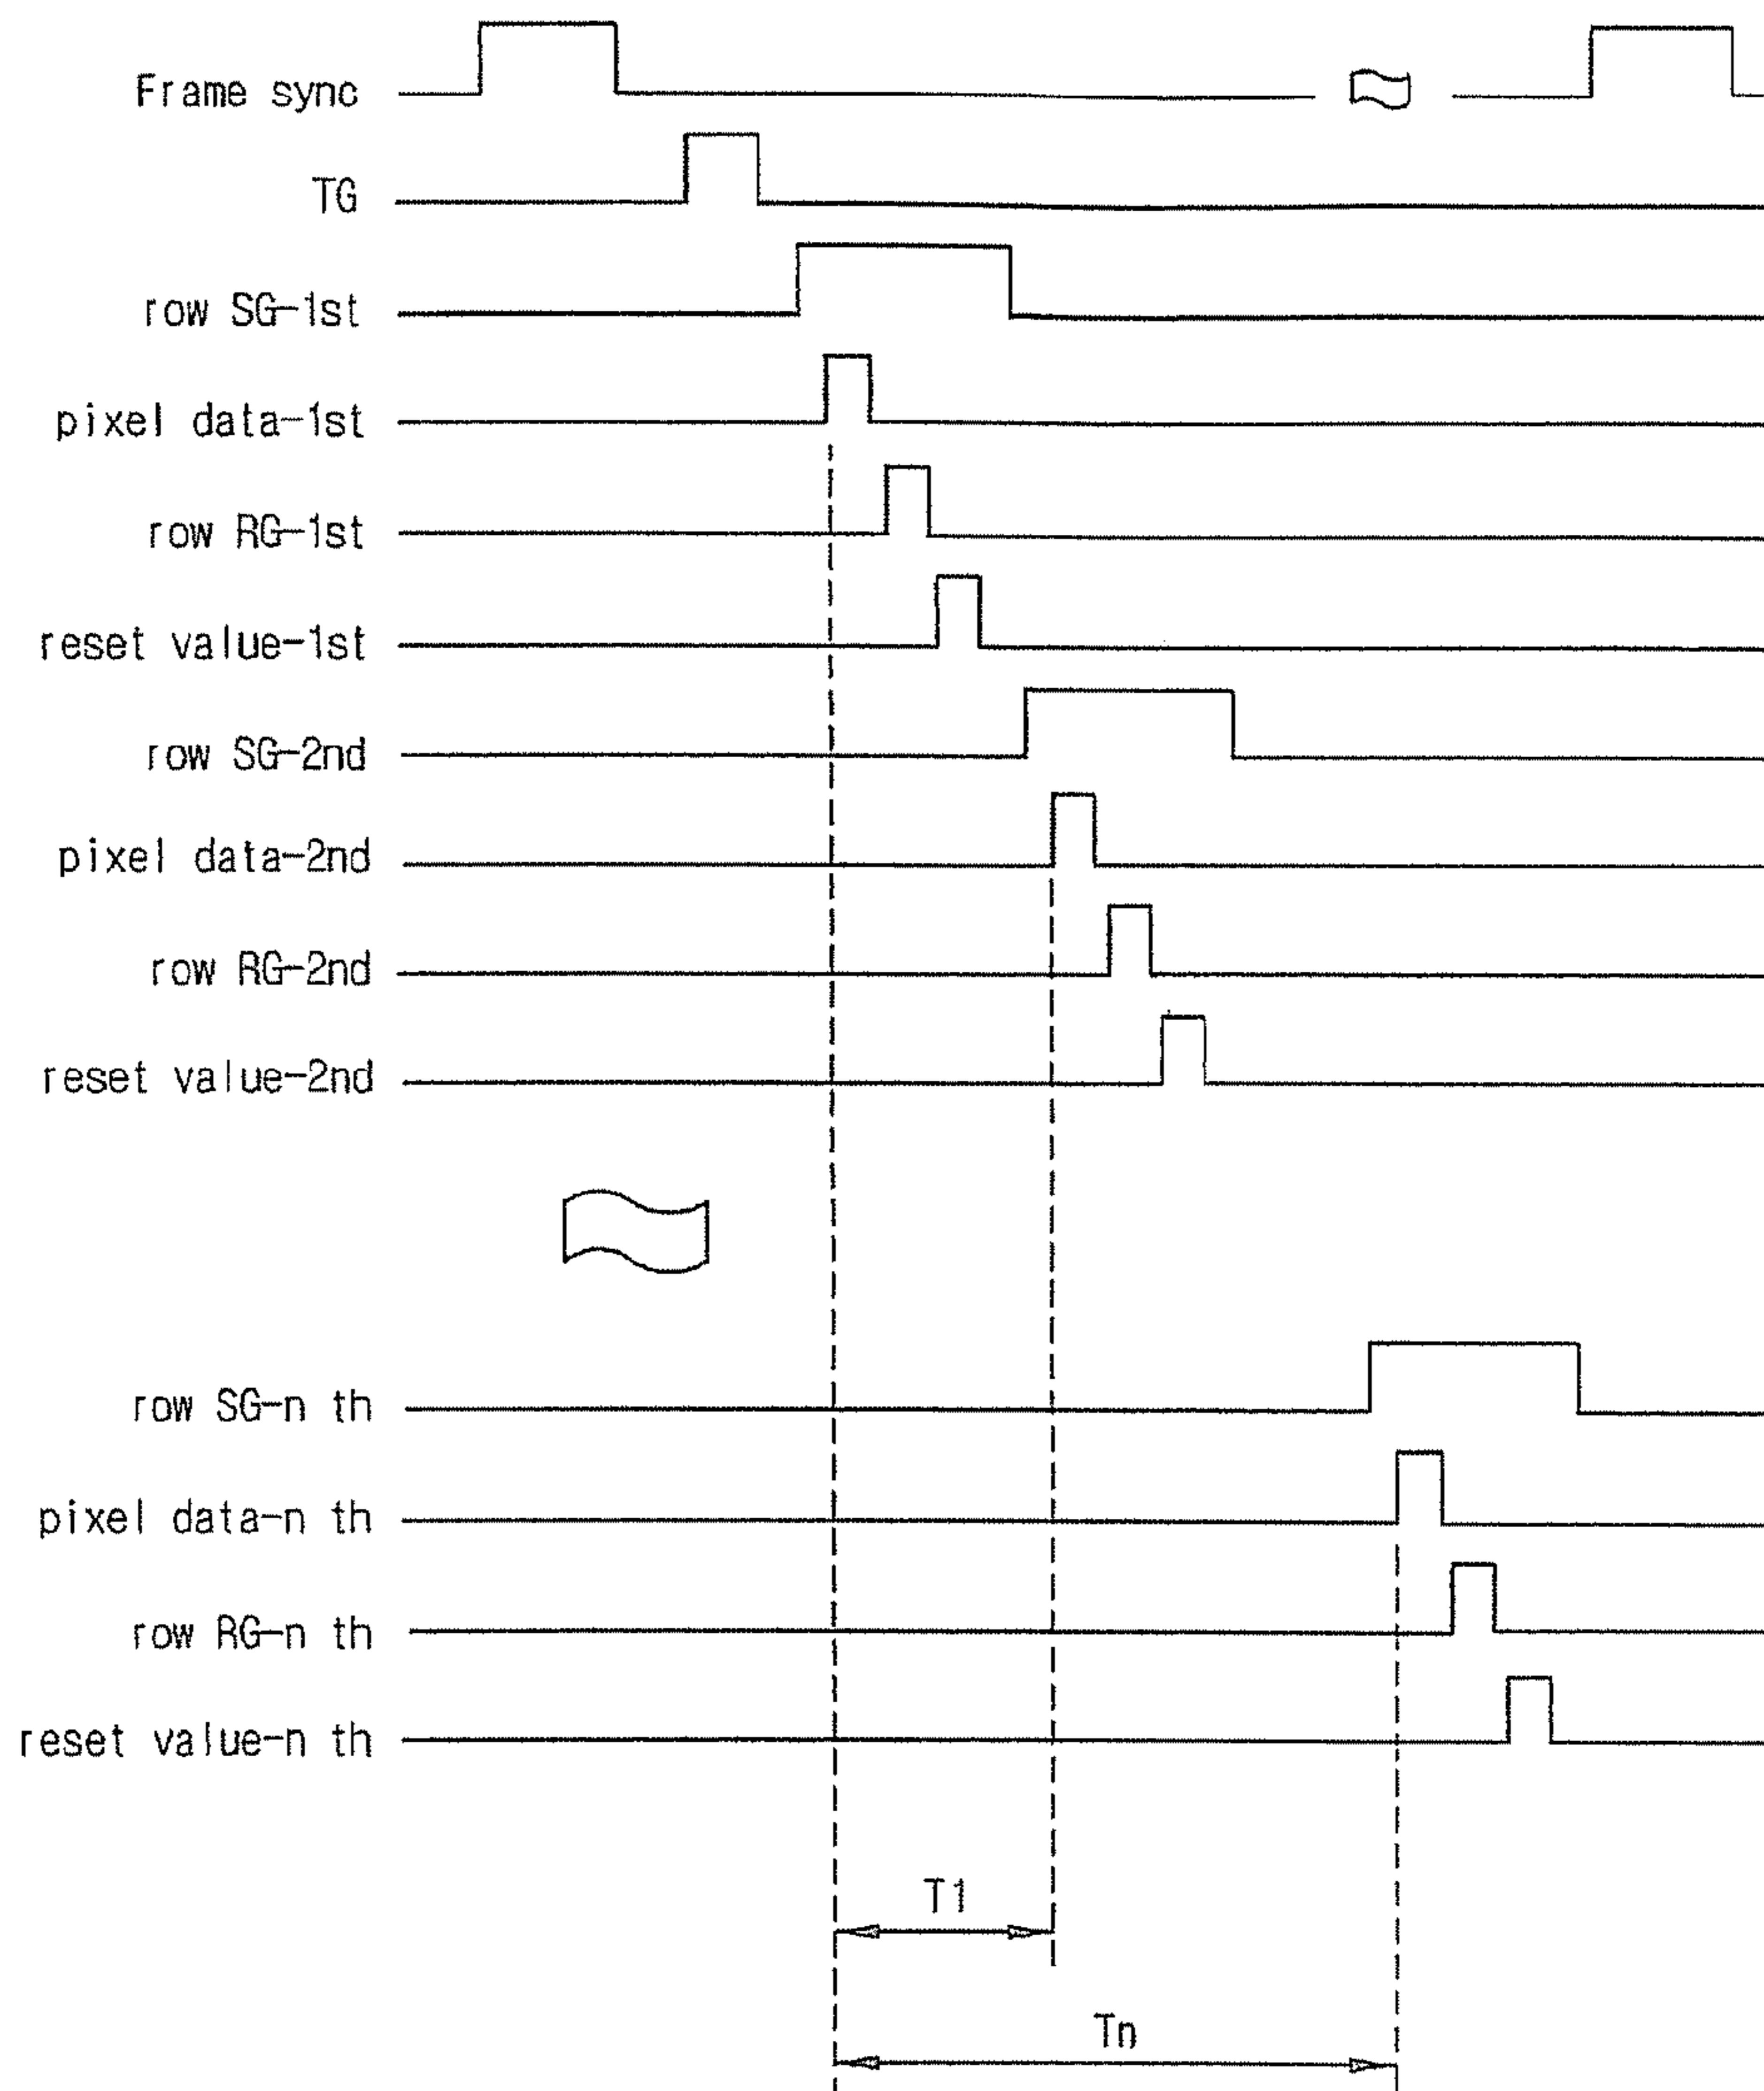 Frame sync
TG
row SG-1st
pixel data-1st
row RG-1st
reset value-1st
row SG-2nd
pixel data-2nd
row RG-2nd
reset value-2nd
row SG-n th
pixel data-n th
row RG-n th
reset value-n th
T1
Tn